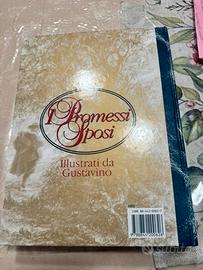 I Promessi
Sposi
Illustrati da
Gustavino